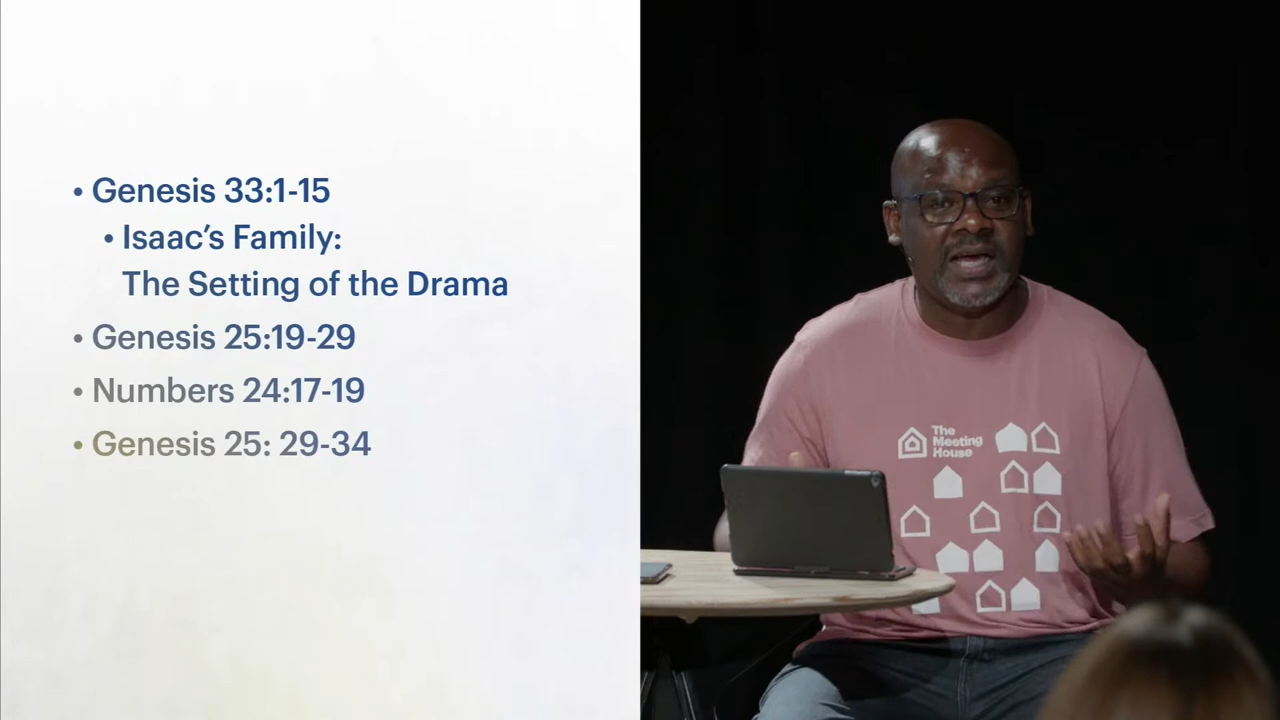 • Genesis 33:1-15
• Isaac’s Family:
The Setting of the Drama
• Genesis 25:19-29
• Numbers 24:17-19
• Genesis 25: 29-34
The
Meeting
House